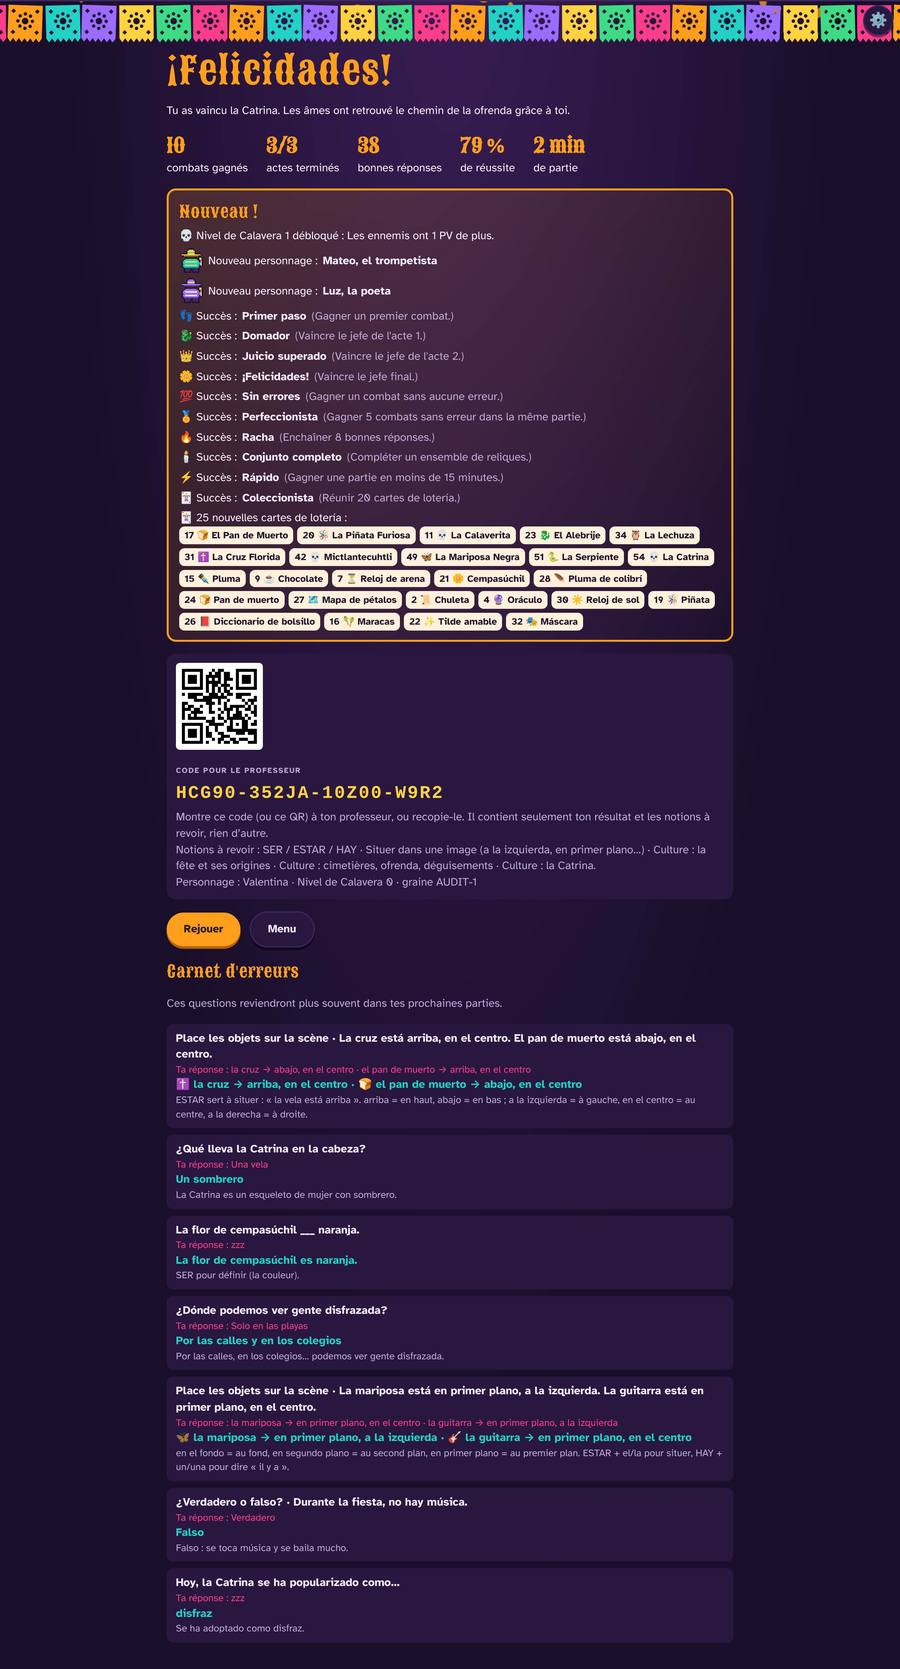 ¡Felicidades!
Tu as vaincu la Catrina. Les âmes ont retrouvé le chemin de la ofrenda grâce à toi.
10 3/3 38 79 % 2 min
combats gagnés actes terminés bonnes réponses de réussite de partie
Nouveau !
💀 Nivel de Calavera 1 débloqué : Les ennemis ont 1 PV de plus.
Nouveau personnage : Mateo, el trompetista
Nouveau personnage : Luz, la poeta
👣 Succès : Primer paso (Gagner un premier combat.)
🐉 Succès : Domador (Vaincre le jefe de l'acte 1.)
👑 Succès : Juicio superado (Vaincre le jefe de l'acte 2.)
🌼 Succès : ¡Felicidades! (Vaincre le jefe final.)
💯 Succès : Sin errores (Gagner un combat sans aucune erreur.)
🏅 Succès : Perfeccionista (Gagner 5 combats sans erreur dans la même partie.)
🔥 Succès : Racha (Enchaîner 8 bonnes réponses.)
🕯️ Succès : Conjunto completo (Compléter un ensemble de reliques.)
⚡ Succès : Rápido (Gagner une partie en moins de 15 minutes.)
🃏 Succès : Coleccionista (Réunir 20 cartes de lotería.)
🃏 25 nouvelles cartes de lotería :
17 🍞 El Pan de Muerto 20 🪅 La Piñata Furiosa 11 💀 La Calaverita 23 🐉 El Alebrije 34 🦉 La Lechuza
31 ✝️ La Cruz Florida 42 💀 Mictlantecuhtli 49 🦋 La Mariposa Negra 51 🐍 La Serpiente 54 💀 La Catrina
15 ✒️ Pluma 9 ☕ Chocolate 7 ⏳ Reloj de arena 21 🌼 Cempasúchil 28 🪶 Pluma de colibrí
24 🍞 Pan de muerto 27 🗺️ Mapa de pétalos 2 📜 Chuleta 4 🔮 Oráculo 30 ☀️ Reloj de sol 19 🪅 Piñata
26 📕 Diccionario de bolsillo 16 🪇 Maracas 22 ✨ Tilde amable 32 🎭 Máscara
CODE POUR LE PROFESSEUR
HCG90-352JA-10Z00-W9R2
Montre ce code (ou ce QR) à ton professeur, ou recopie-le. Il contient seulement ton résultat et les notions à
revoir, rien d'autre.
Notions à revoir : SER / ESTAR / HAY · Situer dans une image (a la izquierda, en primer plano…) · Culture : la
fête et ses origines · Culture : cimetières, ofrenda, déguisements · Culture : la Catrina.
Personnage : Valentina · Nivel de Calavera 0 · graine AUDIT-1
Rejouer Menu
Carnet d'erreurs
Ces questions reviendront plus souvent dans tes prochaines parties.
Place les objets sur la scène · La cruz está arriba, en el centro. El pan de muerto está abajo, en el
centro.
Ta réponse : la cruz → abajo, en el centro · el pan de muerto → arriba, en el centro
✝️ la cruz → arriba, en el centro · 🍞 el pan de muerto → abajo, en el centro
ESTAR sert à situer : « la vela está arriba ». arriba = en haut, abajo = en bas ; a la izquierda = à gauche, en el centro = au
centre, a la derecha = à droite.
¿Qué lleva la Catrina en la cabeza?
Ta réponse : Una vela
Un sombrero
La Catrina es un esqueleto de mujer con sombrero.
La flor de cempasúchil ___ naranja.
Ta réponse : zzz
La flor de cempasúchil es naranja.
SER pour définir (la couleur).
¿Dónde podemos ver gente disfrazada?
Ta réponse : Solo en las playas
Por las calles y en los colegios
Por las calles, en los colegios… podemos ver gente disfrazada.
Place les objets sur la scène · La mariposa está en primer plano, a la izquierda. La guitarra está en
primer plano, en el centro.
Ta réponse : la mariposa → en primer plano, en el centro · la guitarra → en primer plano, a la izquierda
🦋 la mariposa → en primer plano, a la izquierda · 🎸 la guitarra → en primer plano, en el centro
en el fondo = au fond, en segundo plano = au second plan, en primer plano = au premier plan. ESTAR + el/la pour situer, HAY +
un/una pour dire « il y a ».
¿Verdadero o falso? · Durante la fiesta, no hay música.
Ta réponse : Verdadero
Falso
Falso : se toca música y se baila mucho.
Hoy, la Catrina se ha popularizado como…
Ta réponse : zzz
disfraz
Se ha adoptado como disfraz.